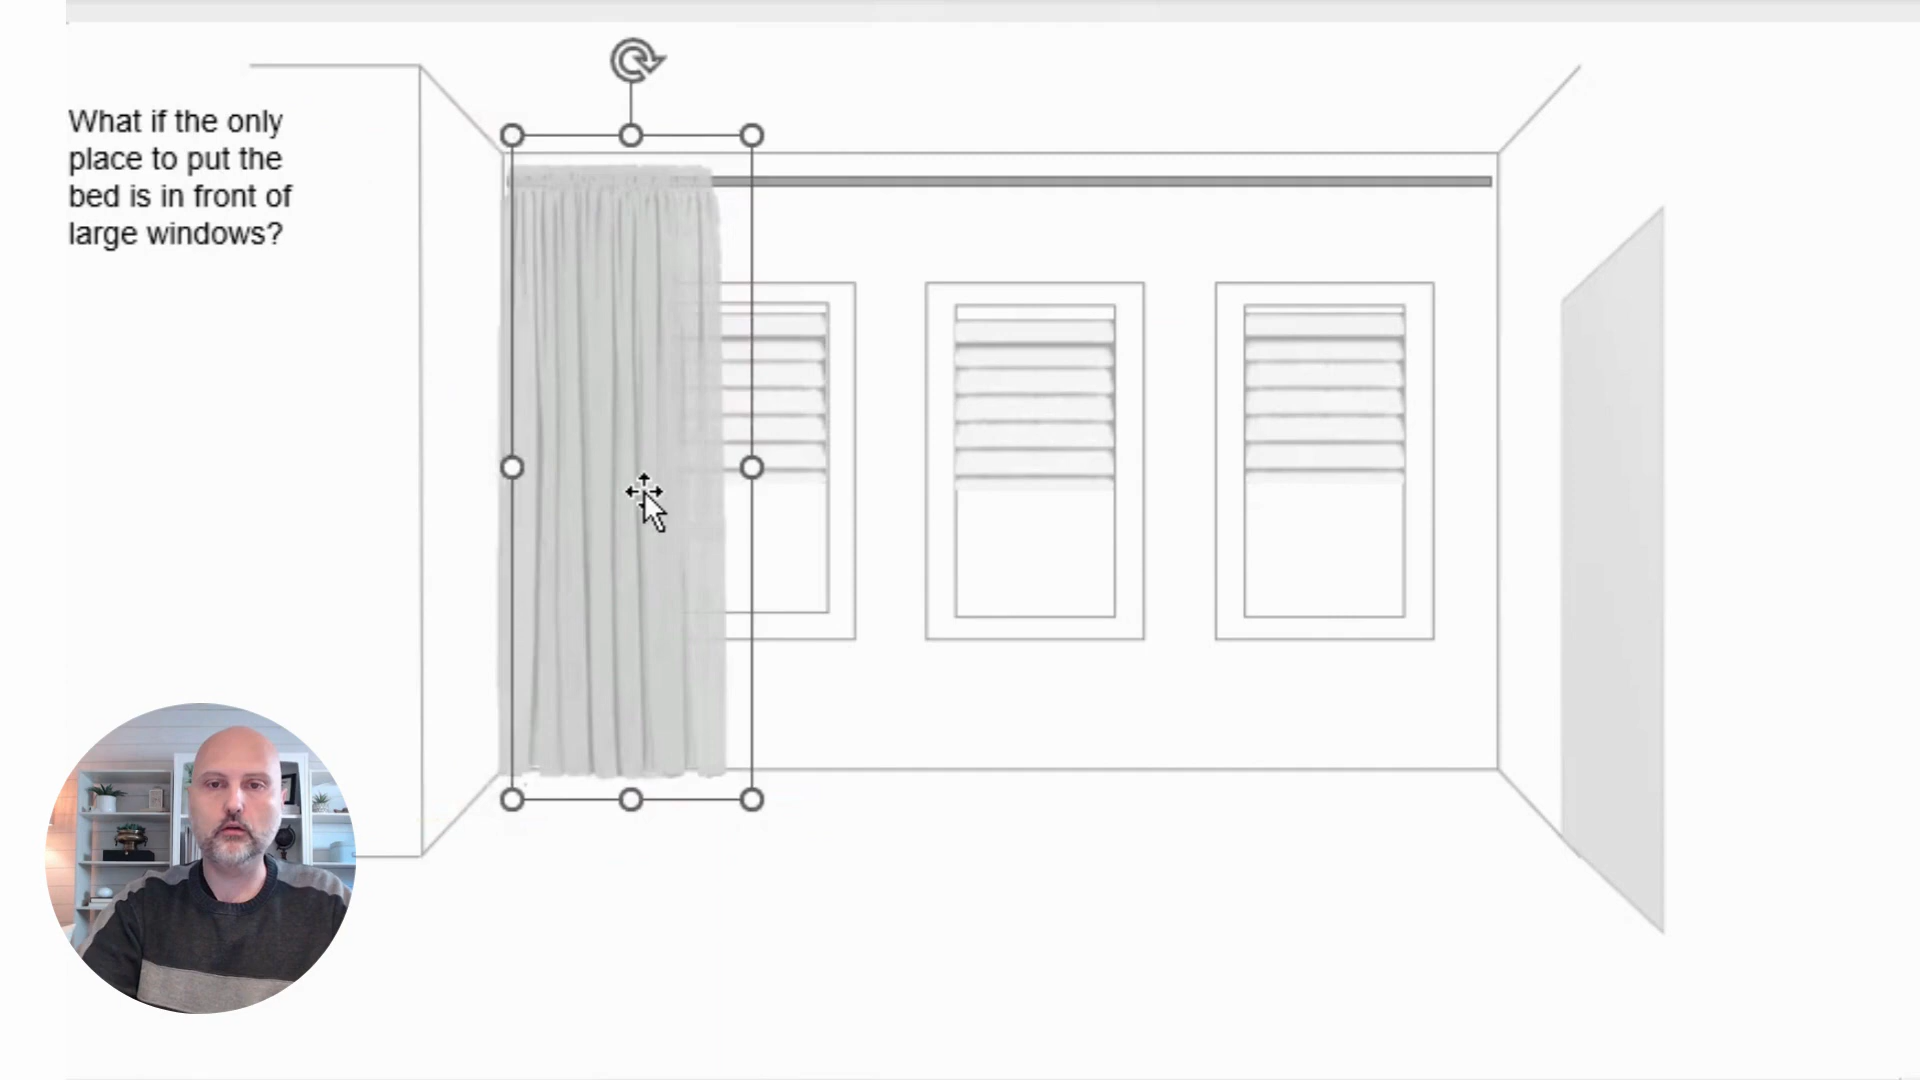 What if the only
place to put the
bed is in front of
large windows?